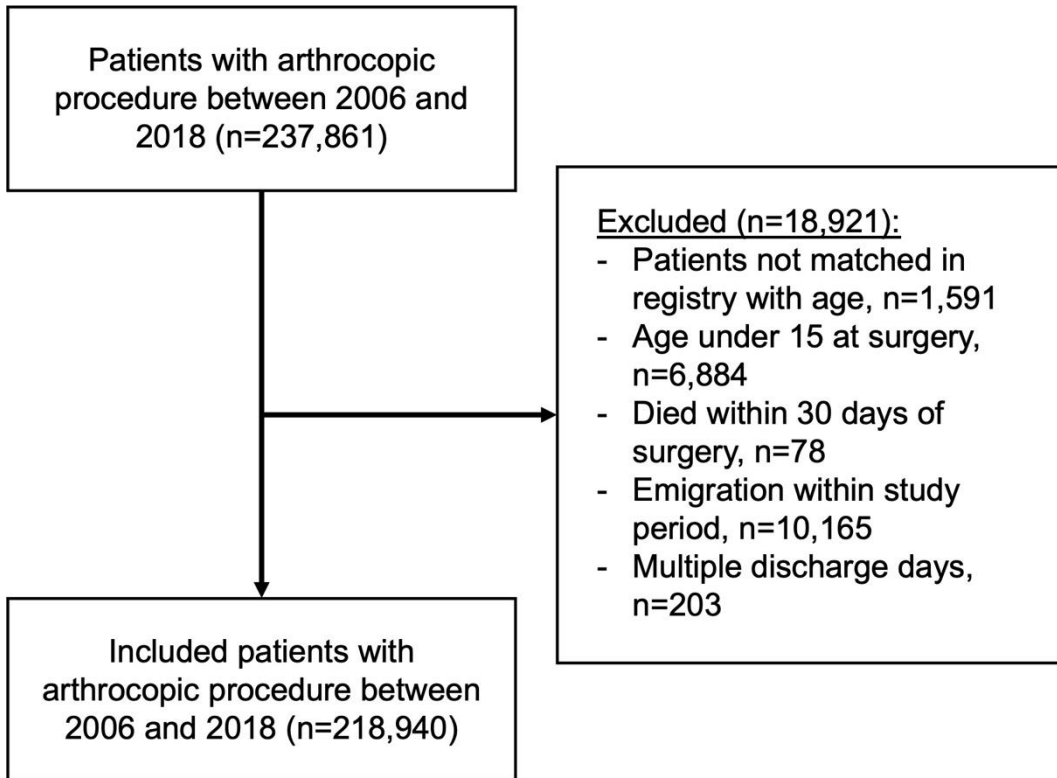 Patients with arthrocopic
procedure between 2006 and
2018 (n=237,861)
Excluded (n=18,921):
- Patients not matched in
registry with age, n=1,591
- Age under 15 at surgery,
n=6,884
- Died within 30 days of
surgery, n=78
- Emigration within study
period, n=10,165
- Multiple discharge days,
n=203
Included patients with
arthrocopic procedure between
2006 and 2018 (n=218,940)